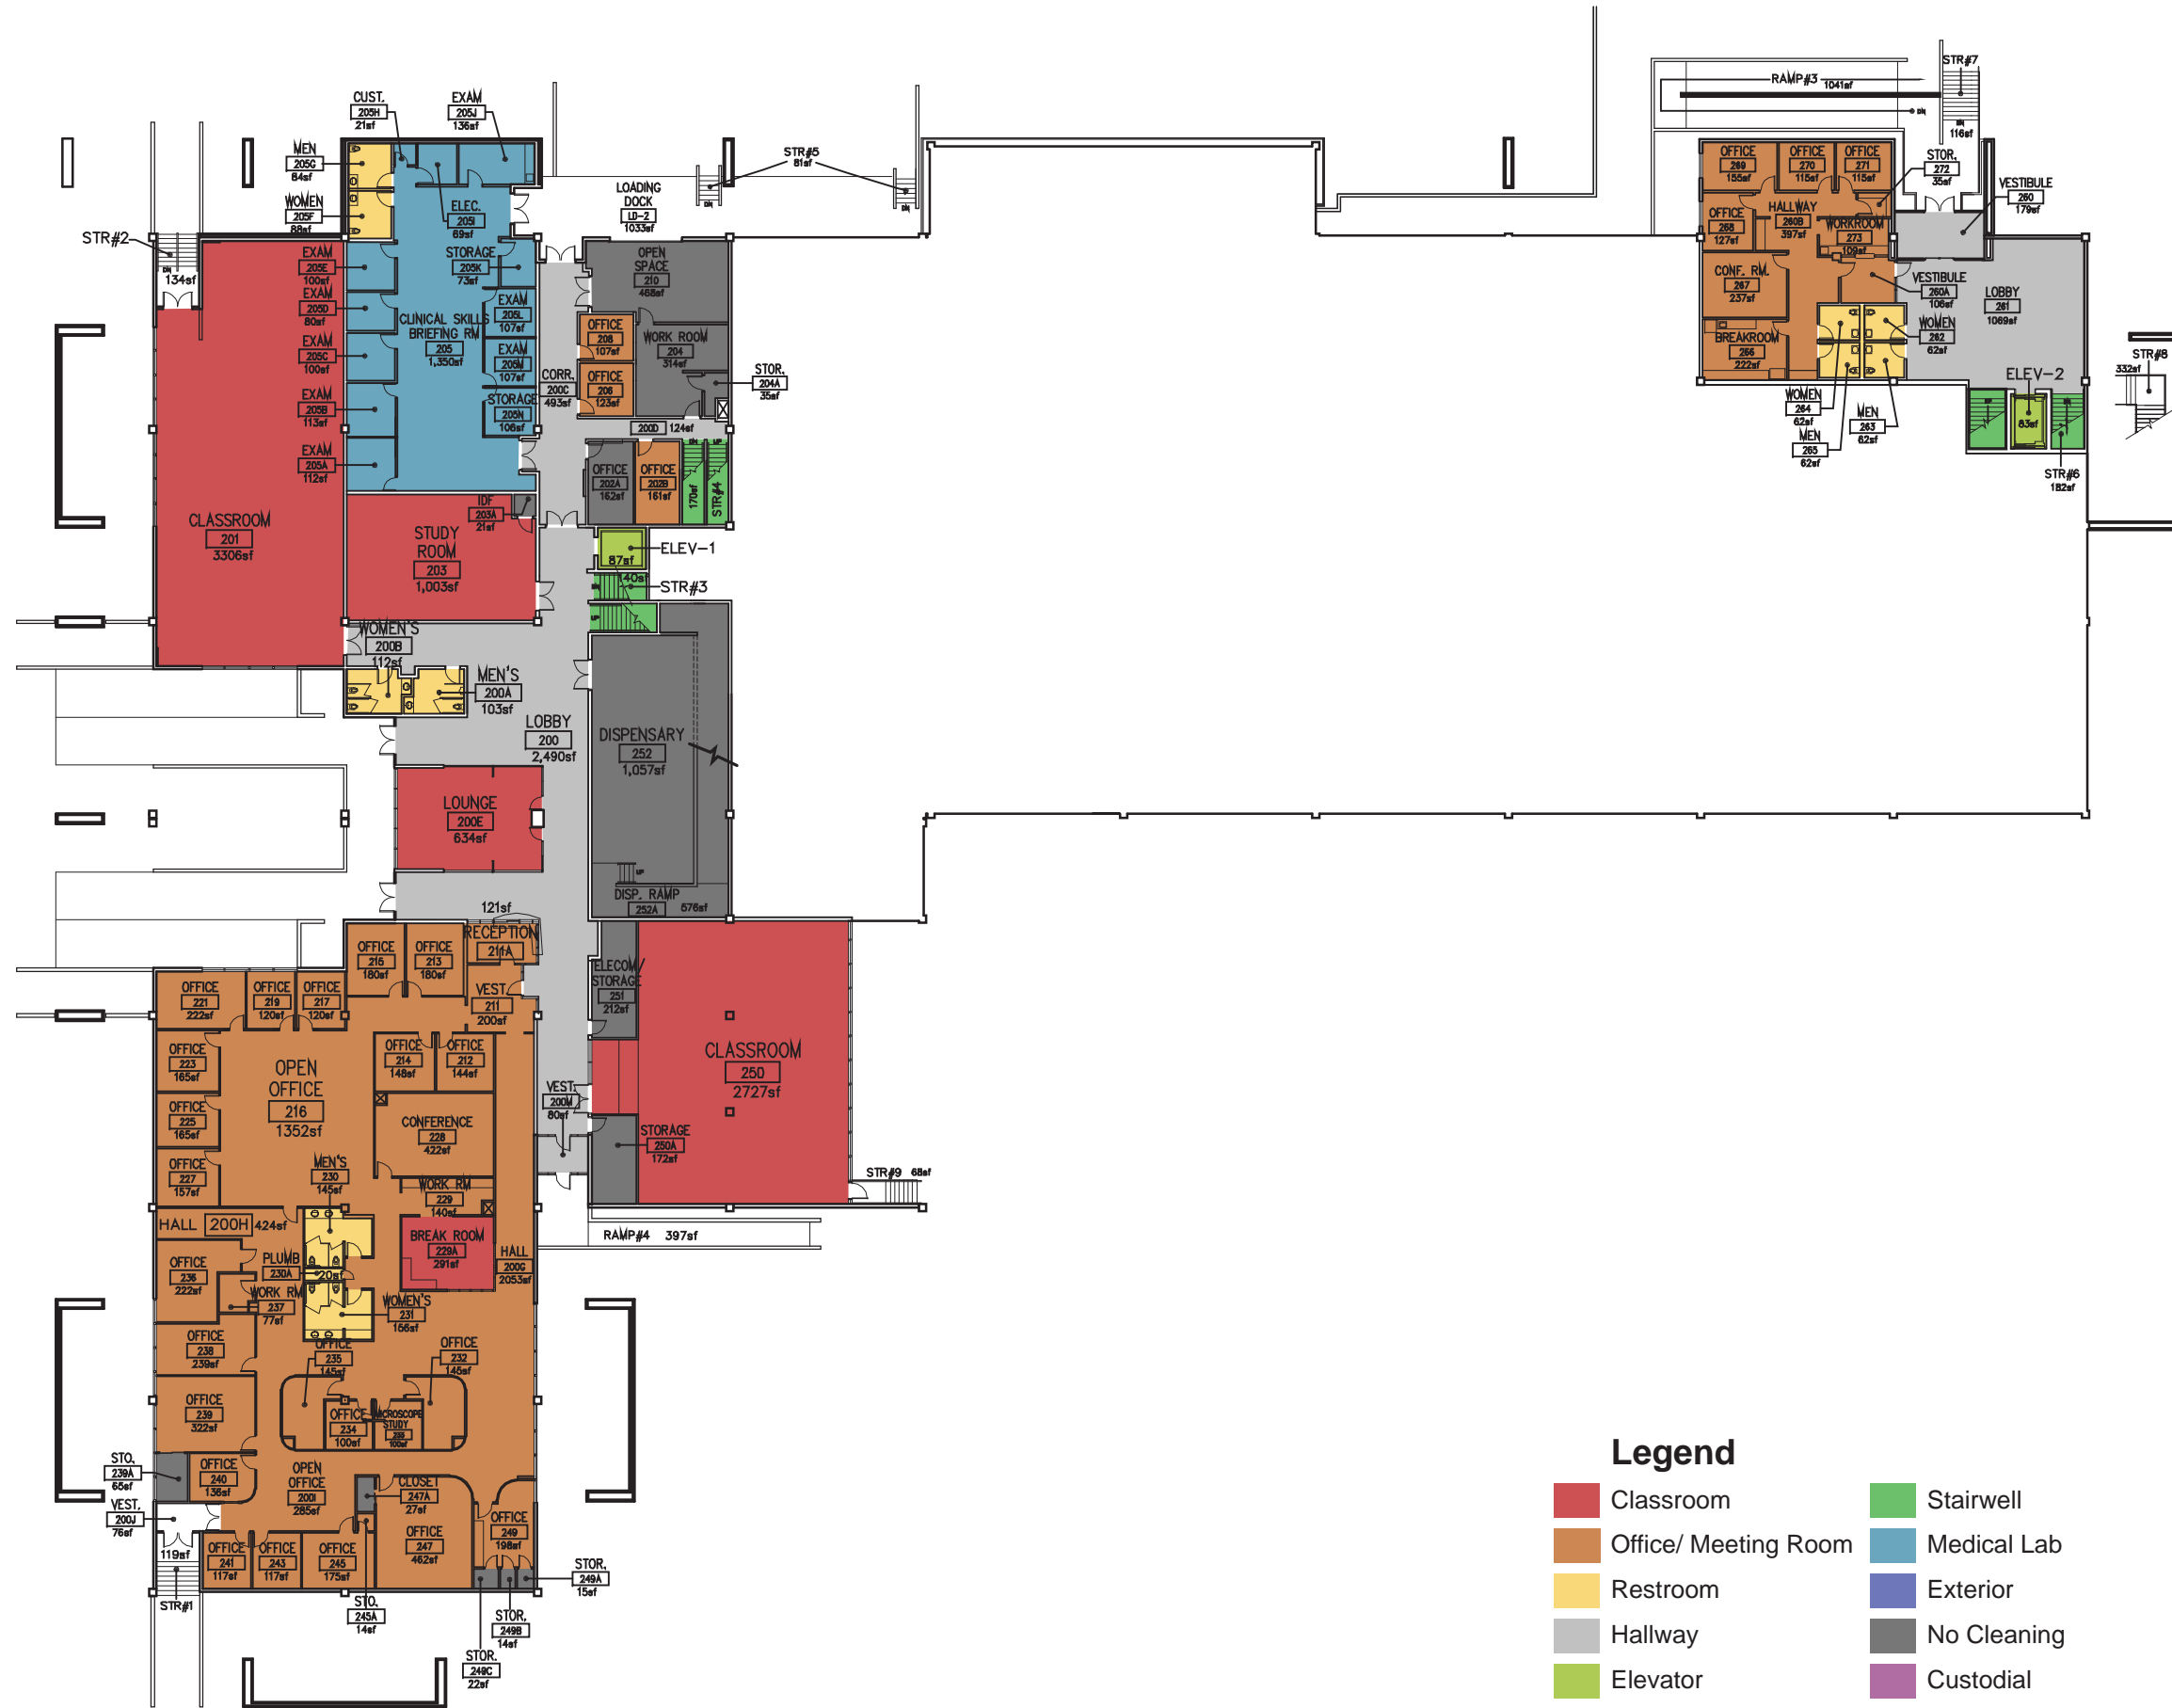 CUST.
205H
21sf
EXAM
205J
136sf
MEN
205G
84sf
WOMEN
205F
88sf
STR#2
134sf
ELEC.
205I
69sf
STORAGE
205K
73sf
EXAM
205E
100sf
EXAM
205D
80sf
EXAM
205C
100sf
EXAM
205B
113sf
EXAM
205A
112sf
CLINICAL SKILLS
BRIEFING RM
205
1,350sf
EXAM
205L
107sf
EXAM
205M
107sf
STORAGE
205N
106sf
LOADING
DOCK
LD-2
1033sf
STR#5
81sf
DN
DN
OPEN
SPACE
210
468sf
OFFICE
208
107sf
WORK ROOM
204
314sf
OFFICE
206
123sf
STOR.
204A
35sf
CORR.
200C
493sf
200D 124sf
OFFICE
202A
162sf
OFFICE
202B
161sf
DN
UP
170sf
STR#4
CLASSROOM
201
3306sf
IDF
203A
21sf
STUDY
ROOM
203
1,003sf
ELEV-1
87sf
140sf
STR#3
DN
UP
WOMEN'S
200B
112sf
MEN'S
200A
103sf
LOBBY
200
2,490sf
DISPENSARY
252
1,057sf
LOUNGE
200E
634sf
UP
DISP. RAMP
252A 576sf
121sf
RECEPTION
211A
OFFICE
215
180sf
OFFICE
213
180sf
VEST.
211
200sf
ELECOM/
STORAGE
251
212sf
OFFICE
221
222sf
OFFICE
219
120sf
OFFICE
217
120sf
OFFICE
223
165sf
OPEN
OFFICE
216
1352sf
OFFICE
214
148sf
OFFICE
212
144sf
CLASSROOM
250
2727sf
OFFICE
225
165sf
CONFERENCE
228
422sf
VEST.
200M
80sf
STORAGE
250A
172sf
OFFICE
227
157sf
MEN'S
230
145sf
WORK RM
229
140sf
STR#9 68sf
HALL 200H 424sf
BREAK ROOM
229A
291sf
HALL
200G
2053sf
RAMP#4 397sf
OFFICE
236
222sf
PLUMB
230A
20sf
WORK RM
237
77sf
WOMEN'S
231
156sf
OFFICE
238
239sf
OFFICE
235
145sf
OFFICE
232
145sf
OFFICE
239
322sf
OFFICE
234
100sf
MICROSCOPE
STUDY
233
100sf
STO.
239A
65sf
OFFICE
240
136sf
OPEN
OFFICE
200I
285sf
CLOSET
247A
27sf
VEST.
200J
76sf
119sf
STR#1
OFFICE
241
117sf
OFFICE
243
117sf
OFFICE
245
175sf
OFFICE
247
462sf
OFFICE
249
198sf
STO.
245A
14sf
STOR.
249A
15sf
STOR.
249B
14sf
STOR.
249C
22sf
RAMP#3
1041sf
STR#7
DN
DN
116sf
OFFICE
269
155sf
OFFICE
270
115sf
OFFICE
271
115sf
STOR.
272
35sf
VESTIBULE
260
179sf
OFFICE
268
127sf
HALLWAY
260B
397sf
WORKROOM
273
109sf
CONF. RM.
267
237sf
VESTIBULE
260A
106sf
LOBBY
261
1069sf
BREAKROOM
266
222sf
WOMEN
262
62sf
WOMEN
264
62sf
MEN
263
62sf
MEN
265
62sf
ELEV-2
83sf
STR#6
182sf
STR#8
332sf
Legend
Classroom
Office/ Meeting Room
Restroom
Hallway
Elevator
Stairwell
Medical Lab
Exterior
No Cleaning
Custodial